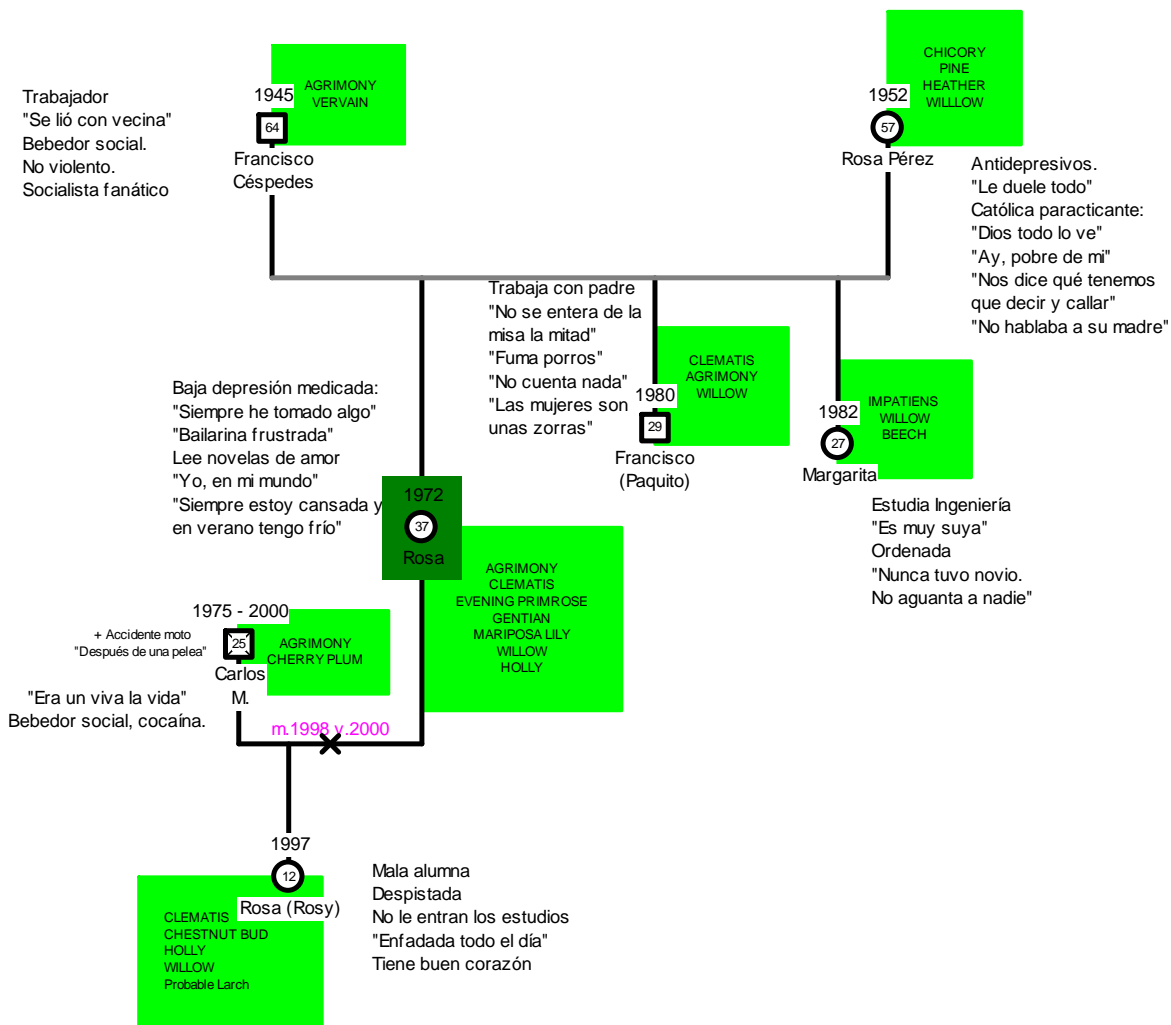 1945
AGRIMONY
VERVAIN
64
Francisco
Céspedes
Trabajador
"Se lió con vecina"
Bebedor social.
No violento.
Socialista fanático
1952
CHICORY
PINE
HEATHER
WILLLOW
57
Rosa Pérez
Antidepresivos.
"Le duele todo"
Católica paracticante:
"Dios todo lo ve"
"Ay, pobre de mi"
"Nos dice qué tenemos
que decir y callar"
"No hablaba a su madre"
Trabaja con padre
"No se entera de la
misa la mitad"
"Fuma porros"
"No cuenta nada"
"Las mujeres son
unas zorras"
1980
CLEMATIS
AGRIMONY
WILLOW
29
Francisco
(Paquito)
1982
IMPATIENS
WILLOW
BEECH
27
Margarita
Estudia Ingeniería
"Es muy suya"
Ordenada
"Nunca tuvo novio.
No aguanta a nadie"
Baja depresión medicada:
"Siempre he tomado algo"
"Bailarina frustrada"
Lee novelas de amor
"Yo, en mi mundo"
"Siempre estoy cansada y
en verano tengo frío"
1972
37
Rosa
AGRIMONY
CLEMATIS
EVENING PRIMROSE
GENTIAN
MARIPOSA LILY
WILLOW
HOLLY
1975 - 2000
+ Accidente moto
"Después de una pelea"
25
AGRIMONY
CHERRY PLUM
Carlos
M.
"Era un viva la vida"
Bebedor social, cocaína.
m.1998 v.2000
1997
12
Rosa (Rosy)
CLEMATIS
CHESTNUT BUD
HOLLY
WILLOW
Probable Larch
Mala alumna
Despistada
No le entran los estudios
"Enfadada todo el día"
Tiene buen corazón